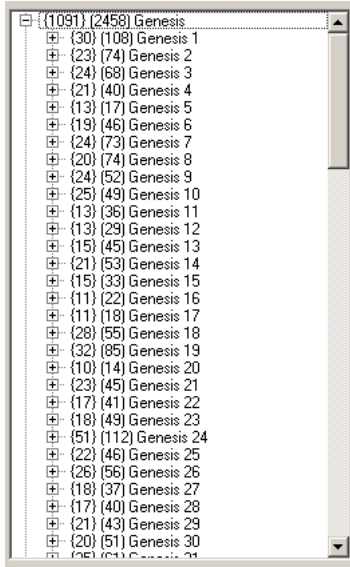 {1091} (2458) Genesis
{30} (108) Genesis 1
{23} (74) Genesis 2
{24} (68) Genesis 3
{21} (40) Genesis 4
{13} (17) Genesis 5
{19} (46) Genesis 6
{24} (73) Genesis 7
{20} (74) Genesis 8
{24} (52) Genesis 9
{25} (49) Genesis 10
{13} (36) Genesis 11
{13} (29) Genesis 12
{15} (45) Genesis 13
{21} (53) Genesis 14
{15} (33) Genesis 15
{11} (22) Genesis 16
{11} (18) Genesis 17
{28} (55) Genesis 18
{32} (85) Genesis 19
{10} (14) Genesis 20
{23} (45) Genesis 21
{17} (41) Genesis 22
{18} (49) Genesis 23
{51} (112) Genesis 24
{22} (46) Genesis 25
{26} (56) Genesis 26
{18} (37) Genesis 27
{17} (40) Genesis 28
{21} (43) Genesis 29
{20} (51) Genesis 30